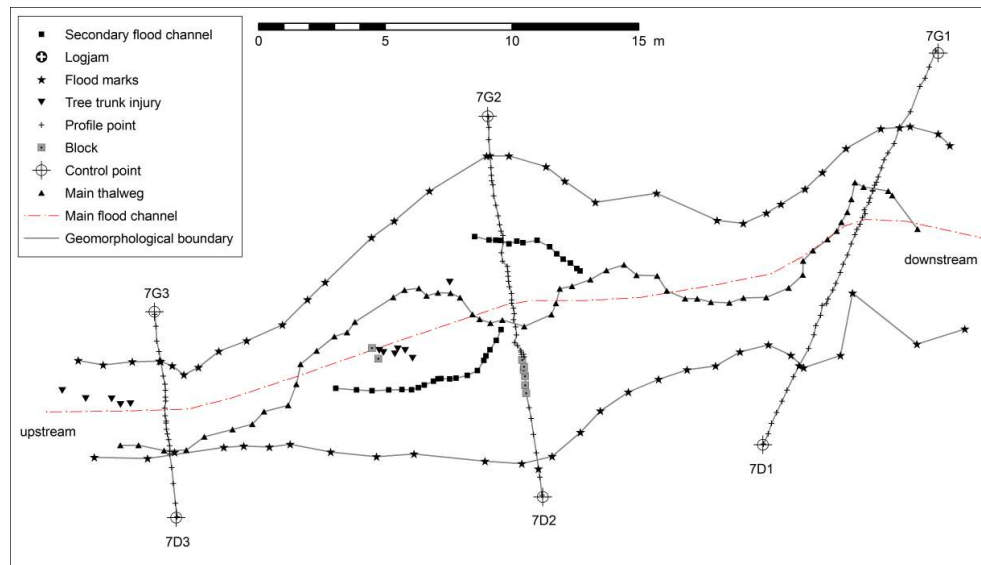 Secondary flood channel
Logjam
Flood marks
Tree trunk injury
Profile point
Block
Control point
Main thalweg
Main flood channel
Geomorphological boundary
0 5 10 15 m
7G1
7G2
downstream
7G3
upstream
7D1
7D2
7D3